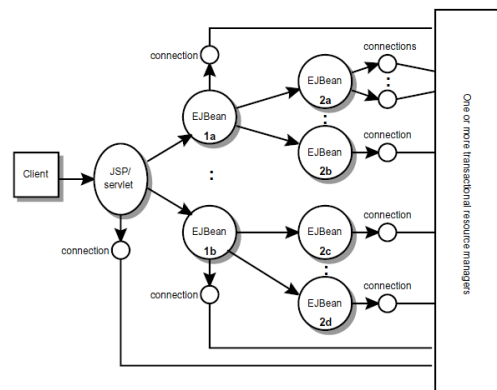 connections
connection
EJBean
1a
EJBean
2a
:
:
connection
EJBean
2b
Client
JSP/
servlet
:
connection
EJBean
1b
connection
EJBean
2c
connection
:
connection
EJBean
2d
One or more transactional resource managers